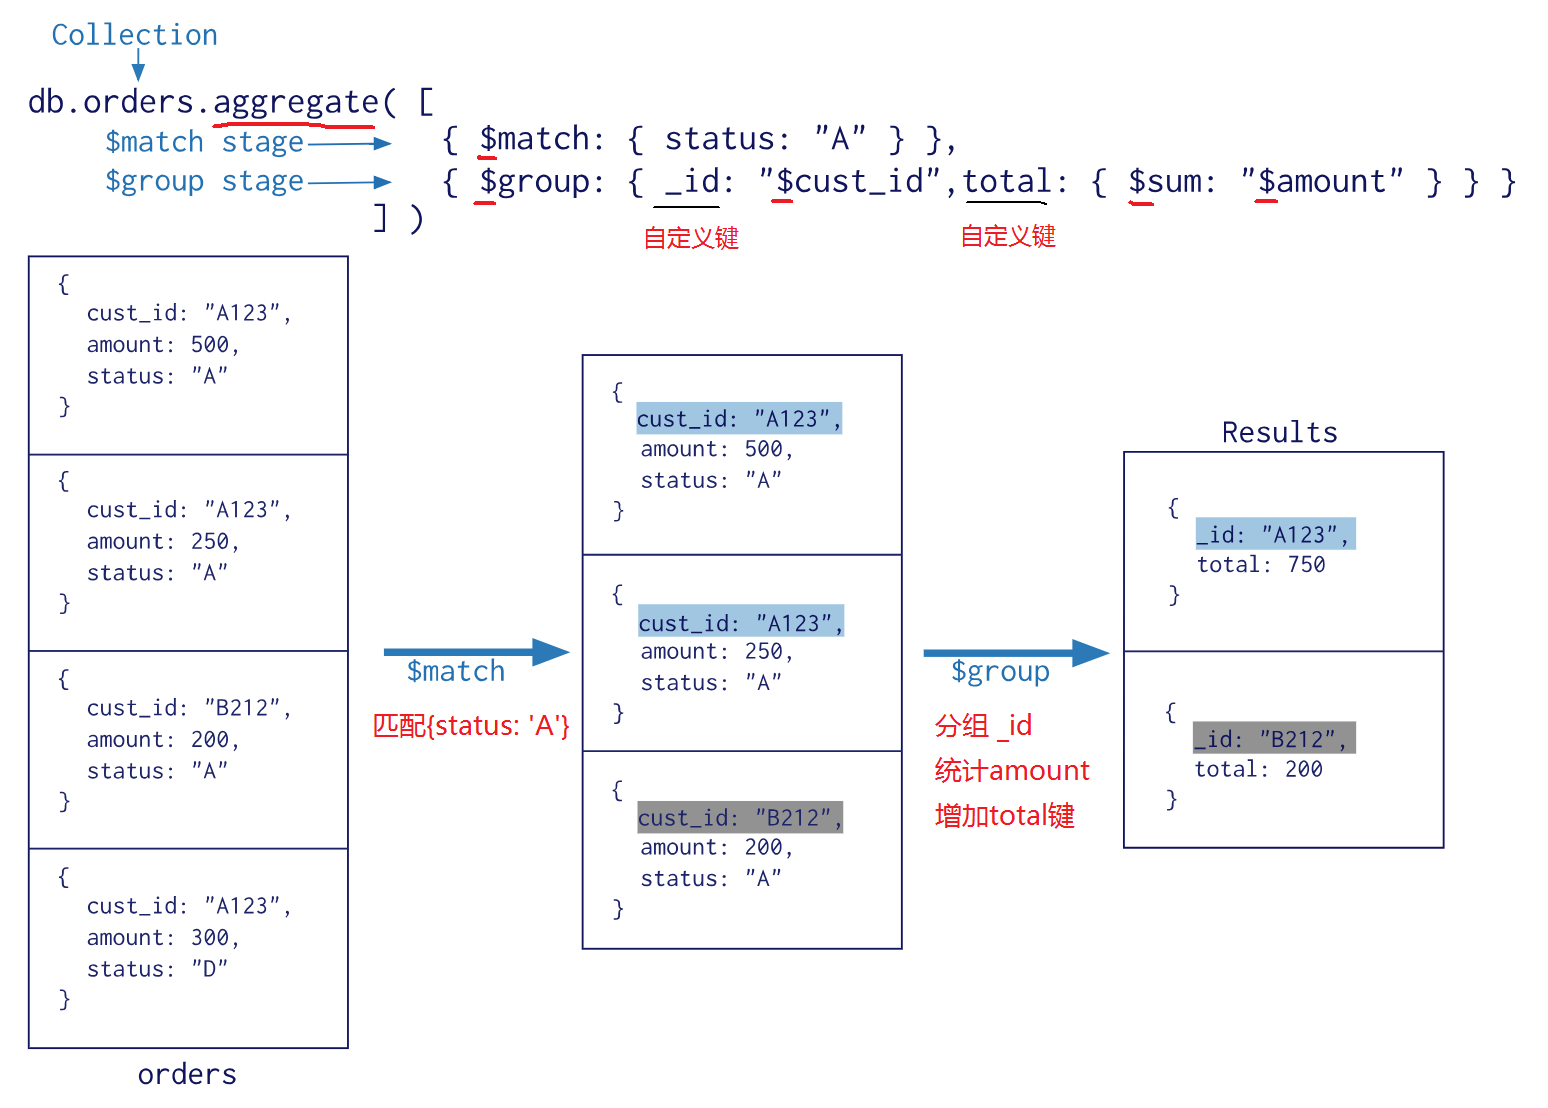 Collection
db.orders.aggregate( [
$match stage
{ $match: { status: "A" } },
$group stage
{ $group: { _id: "$cust_id",total: { $sum: "$amount" } } }
] )
自定义键
自定义键
{
cust_id: "A123",
amount: 500,
status: "A"
}
{
cust_id: "A123",
amount: 250,
status: "A"
}
{
cust_id: "B212",
amount: 200,
status: "A"
}
{
cust_id: "A123",
amount: 300,
status: "D"
}
orders
$match
匹配{status: 'A'}
{
cust_id: "A123",
amount: 500,
status: "A"
}
{
cust_id: "A123",
amount: 250,
status: "A"
}
{
cust_id: "B212",
amount: 200,
status: "A"
}
$group
分组 _id
统计amount
增加total键
Results
{
_id: "A123",
total: 750
}
{
_id: "B212",
total: 200
}